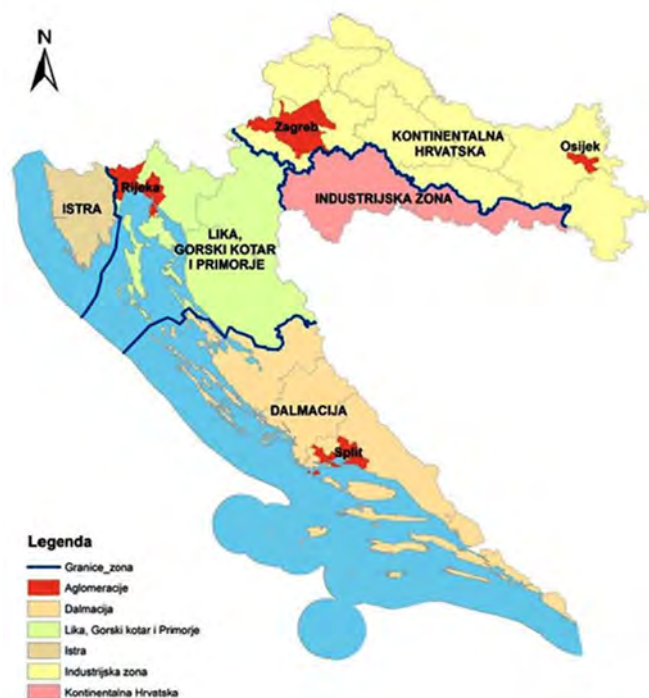 N
Zagreb
KONTINENTALNA
HRVATSKA
Osijek
Rijeka
ISTRA
INDUSTRIJSKA ZONA
LIKA,
GORSKI KOTAR
I PRIMORJE
DALMACIJA
Split
Legenda
Granice_zona
Aglomeracije
Dalmacija
Lika, Gorski kotar i Primorje
Istra
Industrijska zona
Kontinentalna Hrvatska